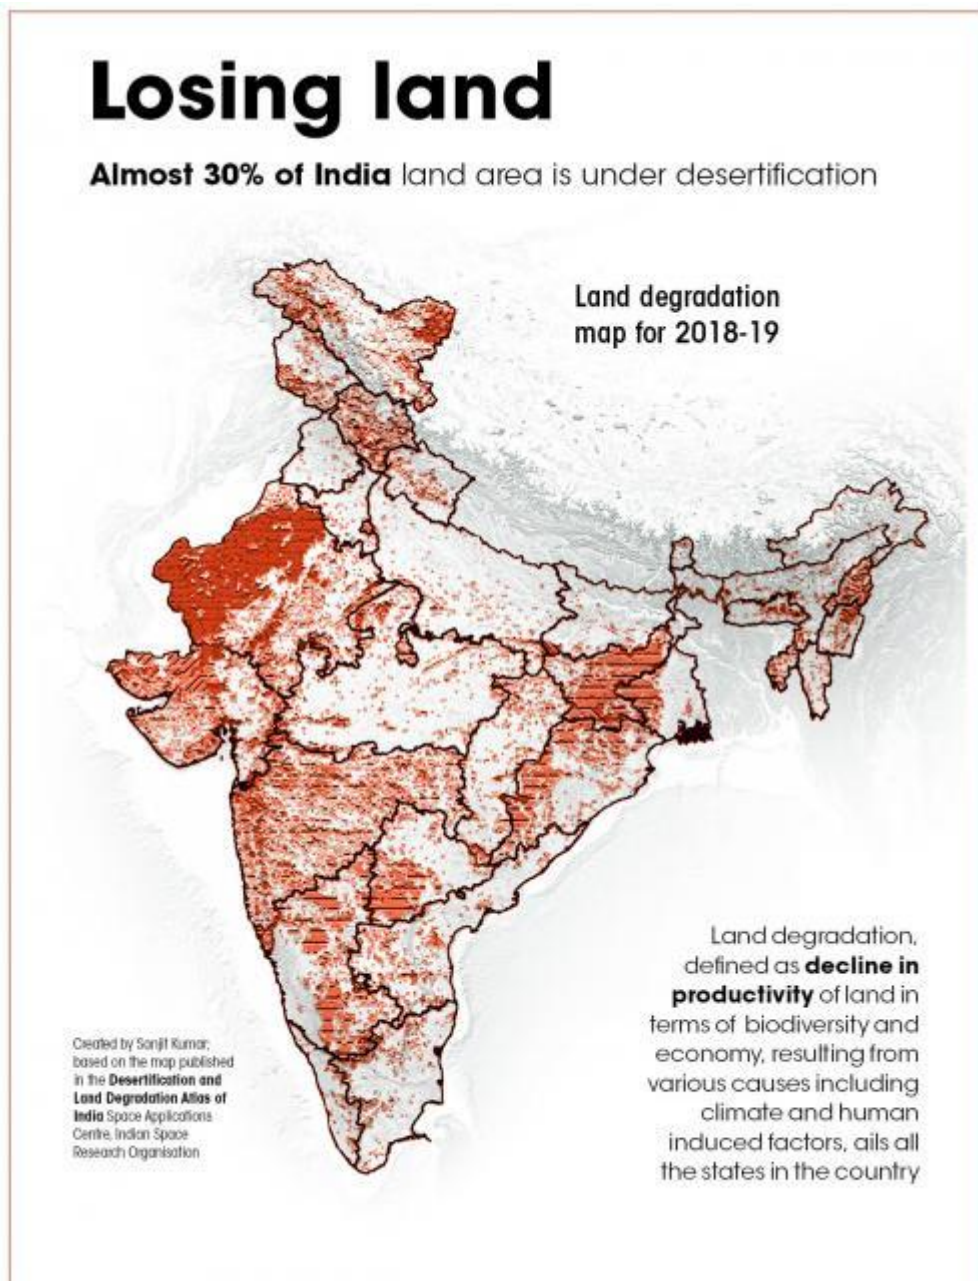 Losing land
Almost 30% of India land area is under desertification
Land degradation
map for 2018-19
Land degradation,
defined as decline in
productivity of land in
terms of biodiversity and
economy, resulting from
various causes including
climate and human
induced factors, ails all
the states in the country
Created by Sanjit Kumar,
based on the map published
in the Desertification and
Land Degradation Atlas of
India Space Applications
Centre, Indian Space
Research Organisation